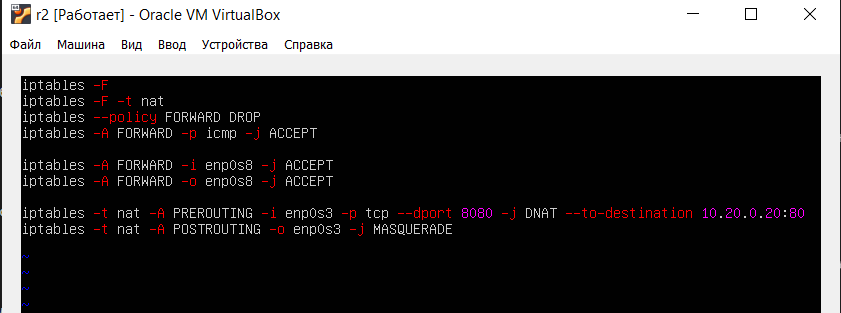 r2 [Работает] - Oracle VM VirtualBox
Файл Машина Вид Ввод Устройства Справка
iptables -F
iptables -F -t nat
iptables --policy FORWARD DROP
iptables -A FORWARD -p icmp -j ACCEPT
iptables -A FORWARD -i enp0s8 -j ACCEPT
iptables -A FORWARD -o enp0s8 -j ACCEPT
iptables -t nat -A PREROUTING -i enp0s3 -p tcp --dport 8080 -j DNAT --to-destination 10.20.0.20:80
iptables -t nat -A POSTROUTING -o enp0s3 -j MASQUERADE
~
~
~
~